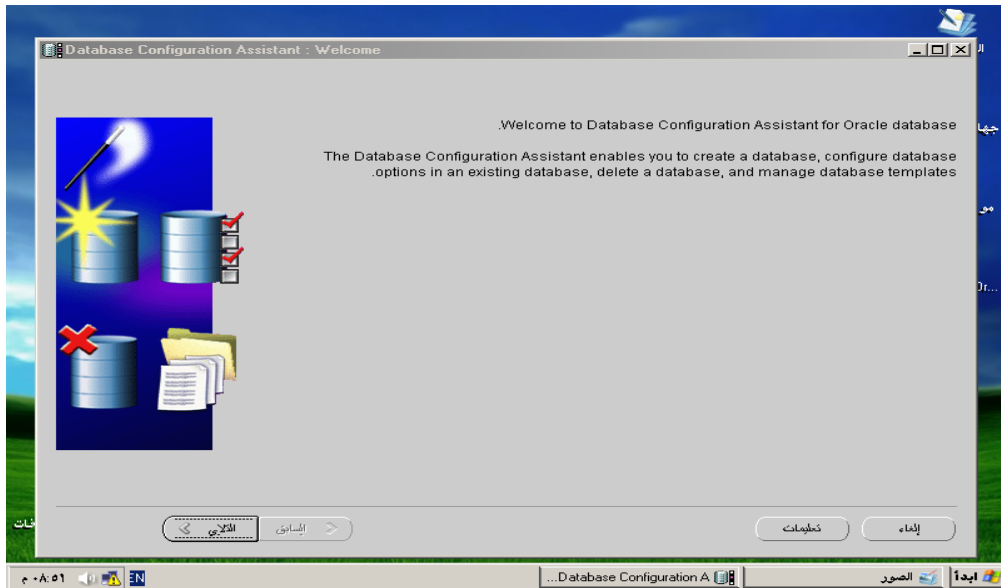 Database Configuration Assistant : Welcome
.Welcome to Database Configuration Assistant for Oracle database
The Database Configuration Assistant enables you to create a database, configure database
.options in an existing database, delete a database, and manage database templates
إلغاء
تعليمات
السابق
التالي
ابدأ
الصور
...Database Configuration A
EN
٠٨:٥١ م